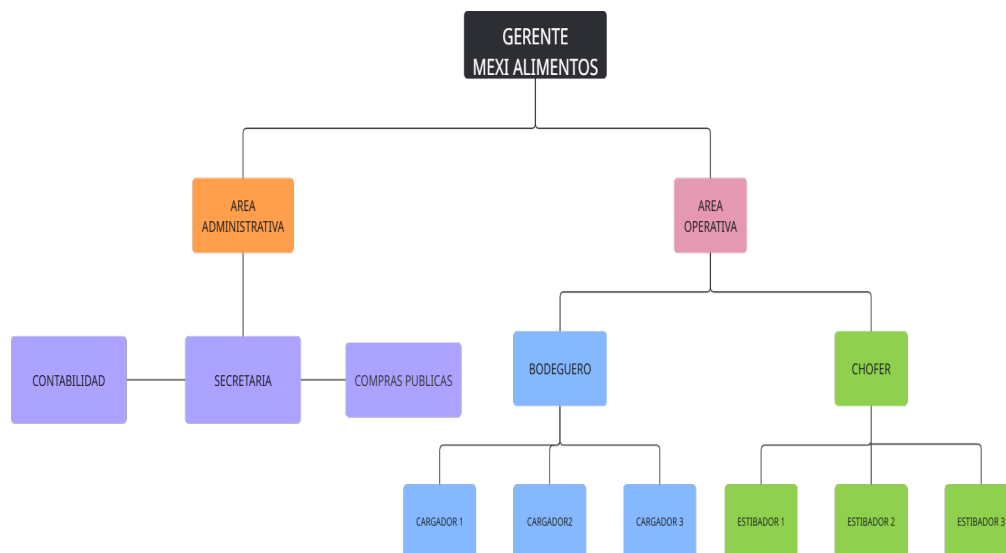 GERENTE
MEXI ALIMENTOS
AREA
ADMINISTRATIVA
AREA
OPERATIVA
CONTABILIDAD
SECRETARIA
COMPRAS PUBLICAS
BODEGUERO
CHOFER
CARGADOR 1
CARGADOR2
CARGADOR 3
ESTIBADOR 1
ESTIBADOR 2
ESTIBADOR 3